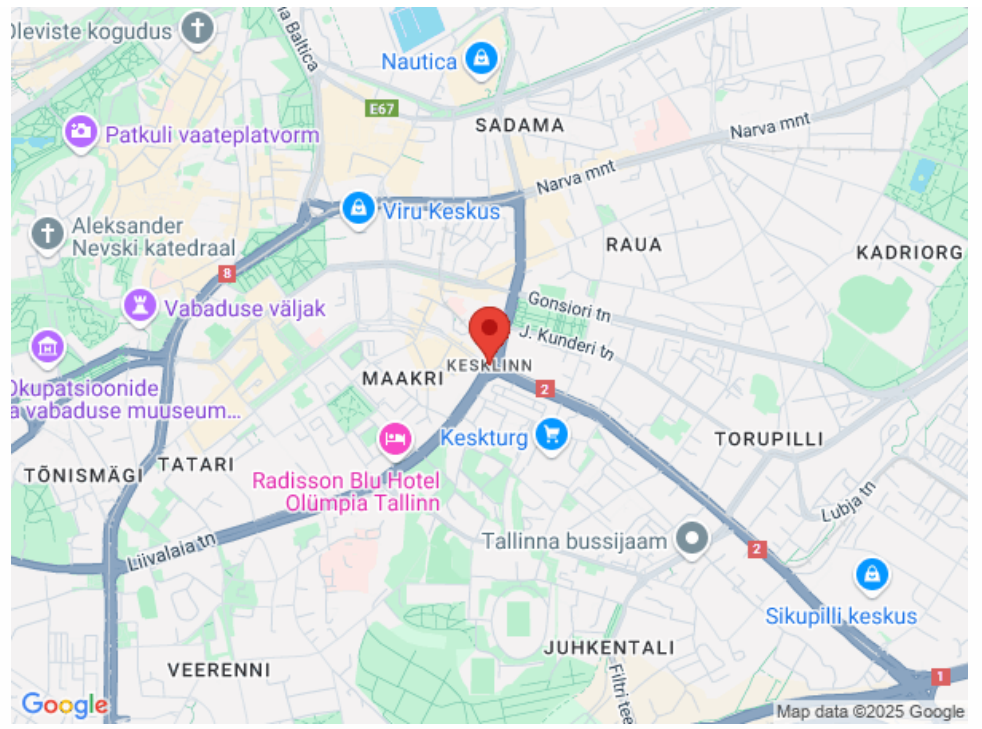 Oleviste kogudus
Baltica
Nautica
E67
SADAMA
Narva mnt
Patkuli vaateplatvorm
Narva mnt
Viru Keskus
Aleksander
Nevski katedraal
RAUA
KADRIORG
8
Gonsiori tn
Vabaduse väljak
J. Kunderi tn
KESKLINN
MAAKRI
2
Okupatsioonide
a vabaduse muuseum...
Keskturg
TORUPILLI
TATARI
TÕNISMÄGI
Radisson Blu Hotel
Olümpia Tallinn
Lubja tn
Liivalaia tn
Tallinna bussijaam
2
Sikupilli keskus
JUHKENTALI
VEERENNI
Filtri tee
1
Google
Map data ©2025 Google